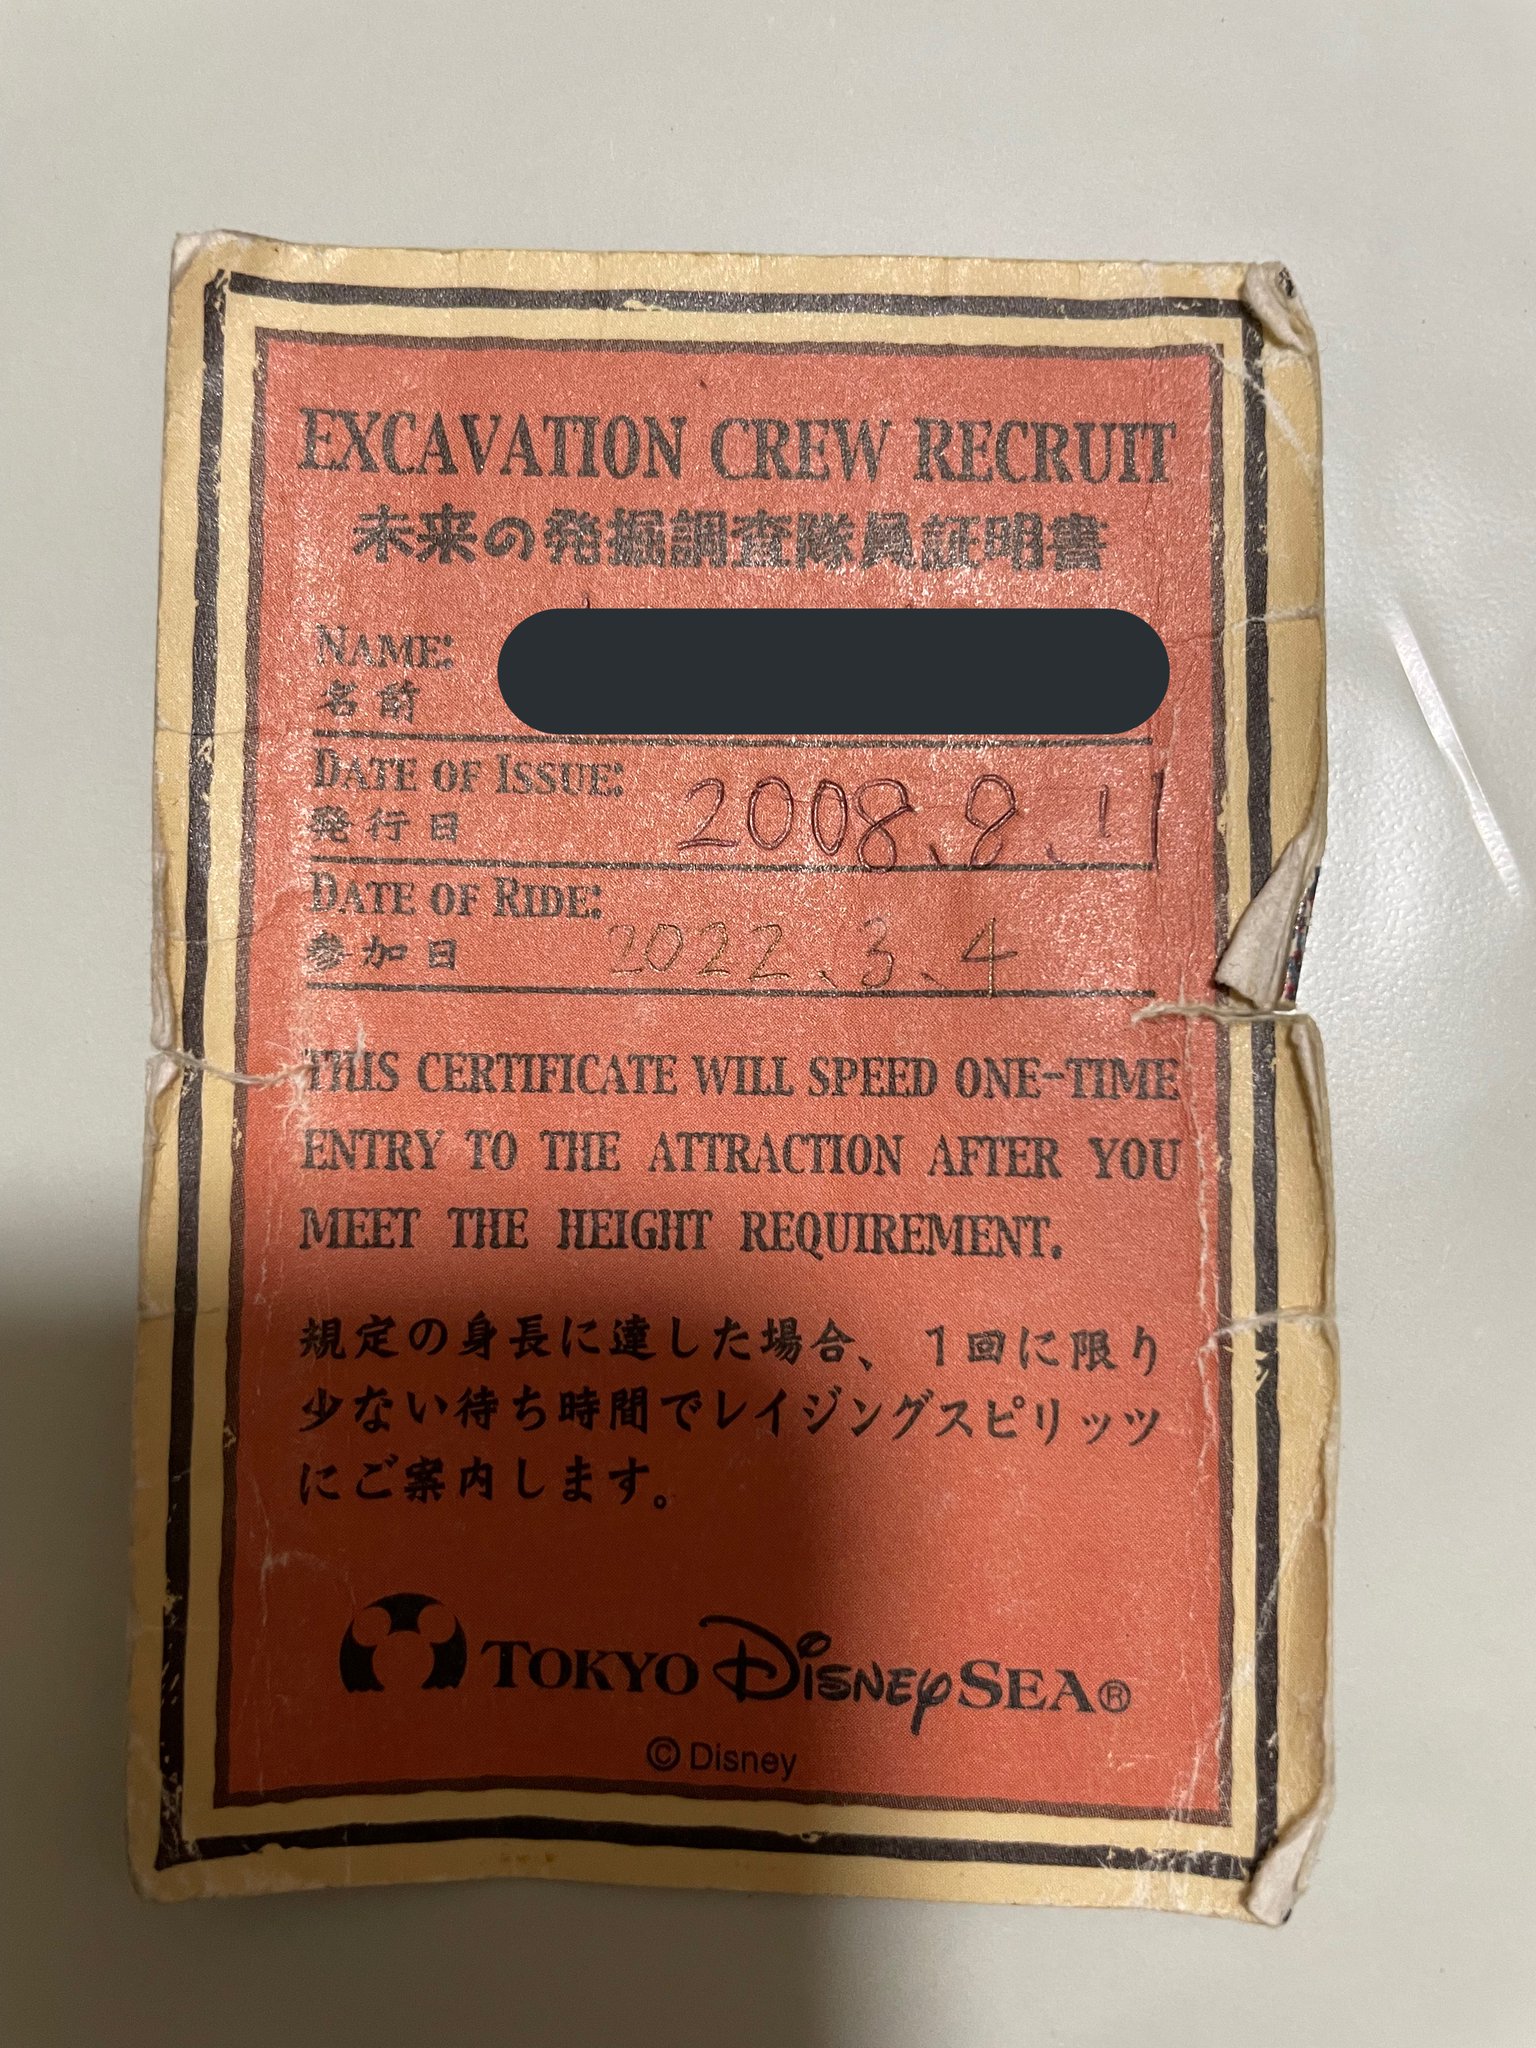 EXCAVATION CREW RECRUIT
未来の発掘調査隊員証明書
NAME:
名前
DATE OF ISSUE: 2008.8.11
発行日
DATE OF RIDE:
参加日 2022.3.4
THIS CERTIFICATE WILL SPEED ONE-TIME
ENTRY TO THE ATTRACTION AFTER YOU
MEET THE HEIGHT REQUIREMENT.
規定の身長に達した場合、1回に限り
少ない待ち時間でレイジングスピリッツ
にご案内します。
TOKYO DISNEY SEA®
© Disney